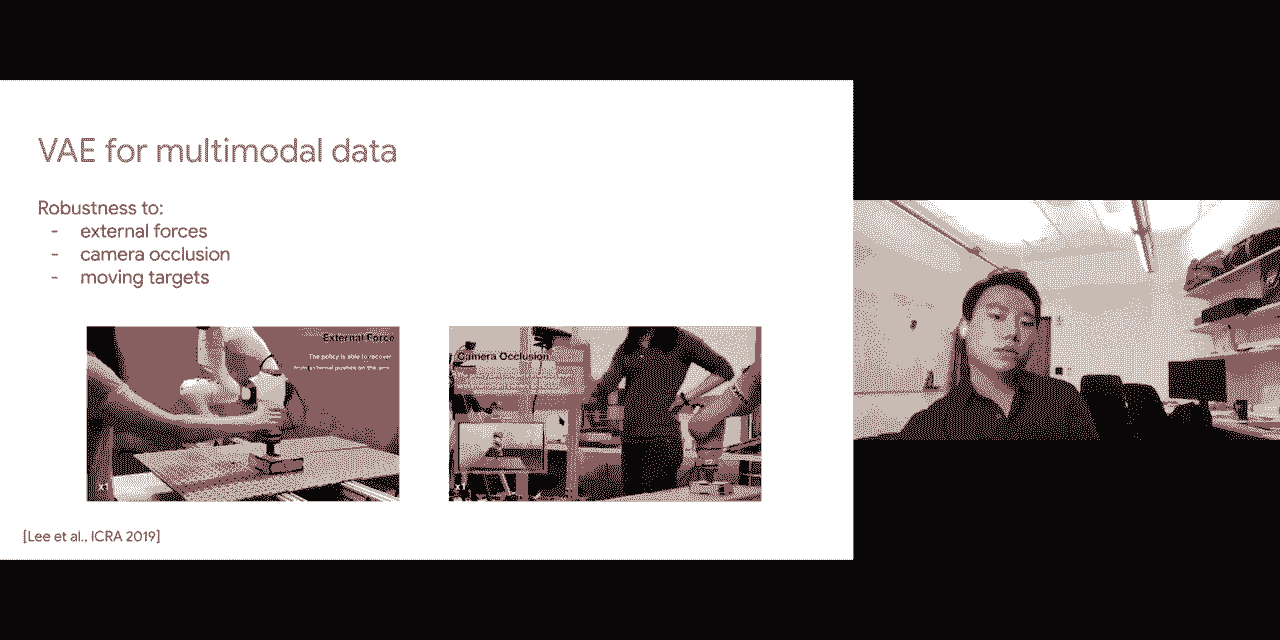 VAE for multimodal data
Robustness to:
- external forces
- camera occlusion
- moving targets
External Force
The policy is able to recover
from external pushes on the arm.
Camera Occlusion
X1
[Lee et al., ICRA 2019]